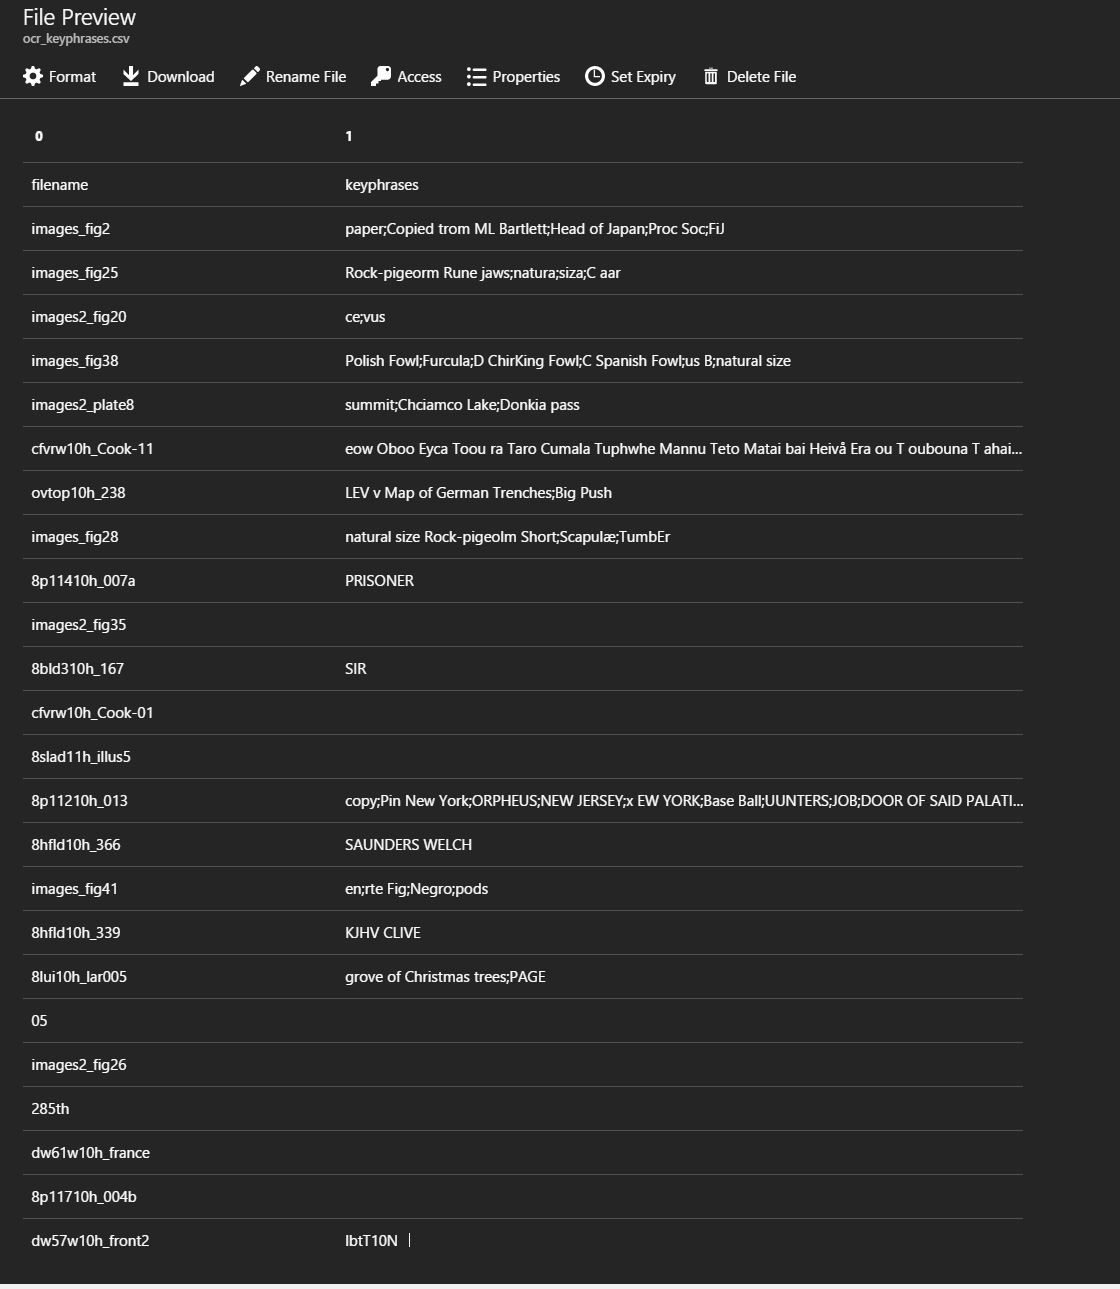 File Preview
ocr_keyphrases.csv
Format Download Rename File Access Properties Set Expiry Delete File
0 1
filename keyphrases
images_fig2 paper;Copied trom ML Bartlett;Head of Japan;Proc Soc;FiJ
images_fig25 Rock-pigeorm Rune jaws;natura;siza;C aar
images2_fig20 ce;vus
images_fig38 Polish Fowl;Furcula;D ChirKing Fowl;C Spanish Fowl;us B;natural size
images2_plate8 summit;Chciamco Lake;Donkia pass
cfvrw10h_Cook-11 eow Oboo Eyca Toou ra Taro Cumala Tuphwhe Mannu Teto Matai bai Heivå Era ou T oubouna T ahai...
ovtop10h_238 LEV v Map of German Trenches;Big Push
images_fig28 natural size Rock-pigeolm Short;Scapulæ;TumbEr
8p11410h_007a PRISONER
images2_fig35
8bld310h_167 SIR
cfvrw10h_Cook-01
8slad11h_illus5
8p11210h_013 copy;Pin New York;ORPHEUS;NEW JERSEY;x EW YORK;Base Ball;UUNTERS;JOB;DOOR OF SAID PALATI...
8hfld10h_366 SAUNDERS WELCH
images_fig41 en;rte Fig;Negro;pods
8hfld10h_339 KJHV CLIVE
8lui10h_lar005 grove of Christmas trees;PAGE
05
images2_fig26
285th
dw61w10h_france
8p11710h_004b
dw57w10h_front2 IbtT10N |